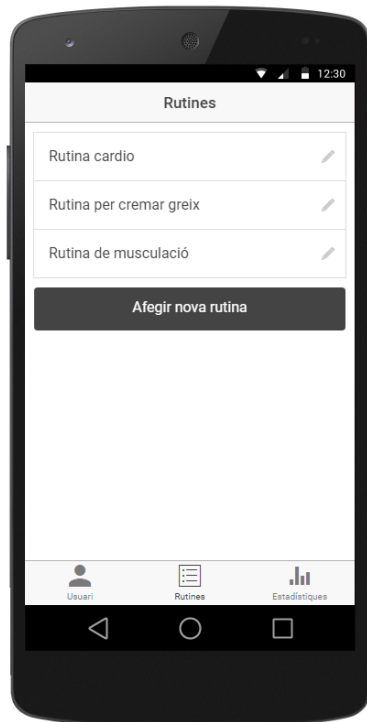 12:30
Rutines
Rutina cardio
Rutina per cremar greix
Rutina de musculació
Afegir nova rutina
Usuari
Rutines
Estadístiques